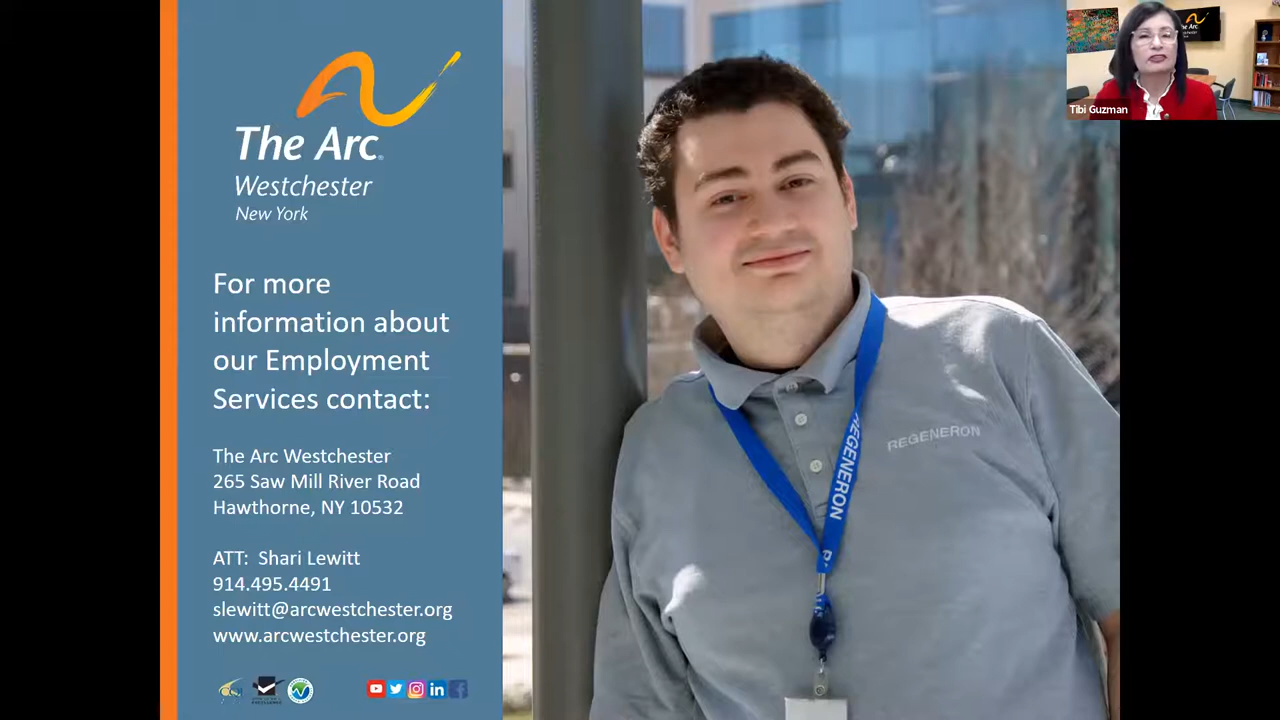 The Arc
Westchester
New York
For more
information about
our Employment
Services contact:
The Arc Westchester
265 Saw Mill River Road
Hawthorne, NY 10532
ATT: Shari Lewitt
914.495.4491
slewitt@arcwestchester.org
www.arcwestchester.org
REGENERON
REGENERON
The Arc
Tibi Guzman